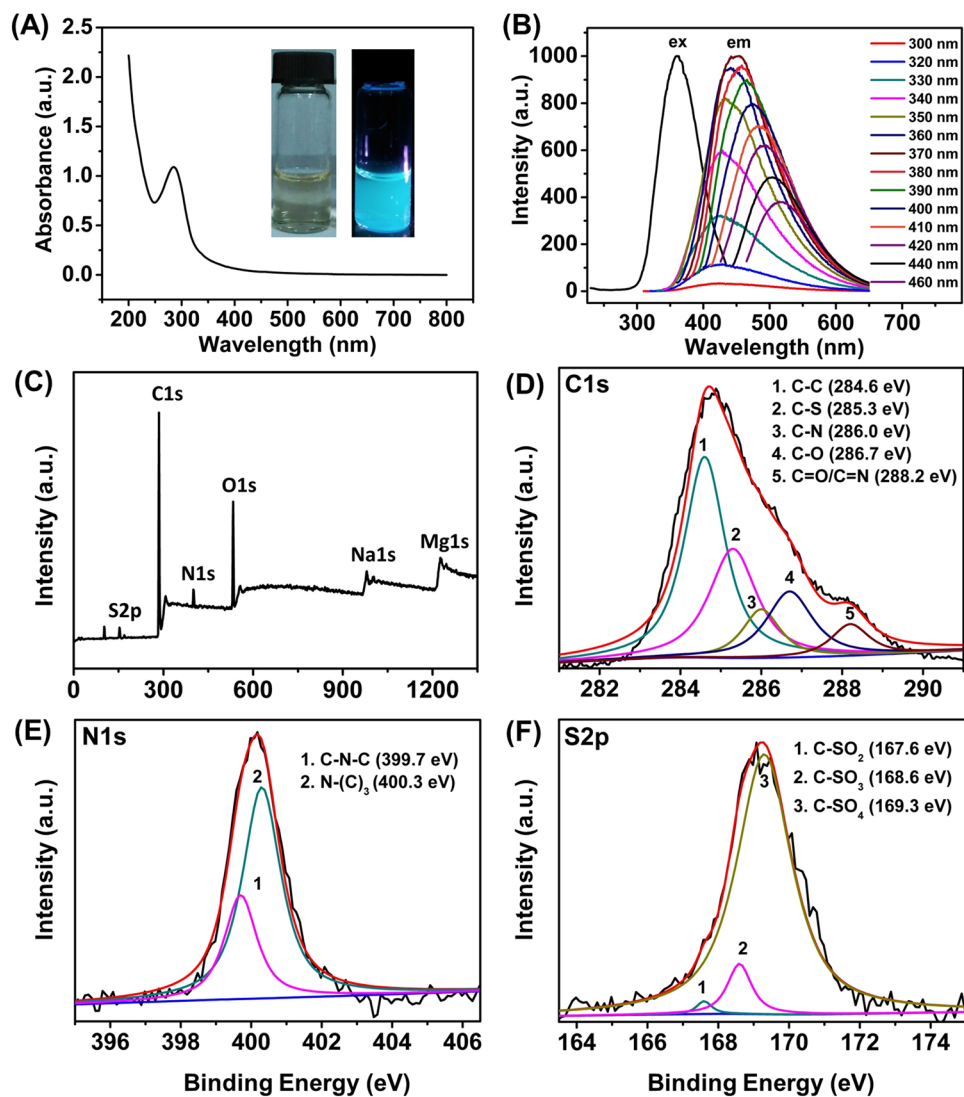 (A)
Absorbance (a.u.)
2.5
2.0
1.5
1.0
0.5
0.0
200 300 400 500 600 700 800
Wavelength (nm)
(B)
Intensity (a.u.)
1000
800
600
400
200
0
ex em
300 nm
320 nm
330 nm
340 nm
350 nm
360 nm
370 nm
380 nm
390 nm
400 nm
410 nm
420 nm
440 nm
460 nm
300 400 500 600 700
Wavelength (nm)
(C)
Intensity (a.u.)
C1s
O1s
N1s
S2p
Na1s
Mg1s
0 300 600 900 1200
(D)
Intensity (a.u.)
C1s
1. C-C (284.6 eV)
2. C-S (285.3 eV)
3. C-N (286.0 eV)
4. C-O (286.7 eV)
5. C=O/C=N (288.2 eV)
1
2
3
4
5
282 284 286 288 290
(E)
Intensity (a.u.)
N1s
1. C-N-C (399.7 eV)
2. N-(C)₃ (400.3 eV)
2
1
396 398 400 402 404 406
Binding Energy (eV)
(F)
Intensity (a.u.)
S2p
1. C-SO₂ (167.6 eV)
2. C-SO₃ (168.6 eV)
3. C-SO₄ (169.3 eV)
3
2
1
164 166 168 170 172 174
Binding Energy (eV)